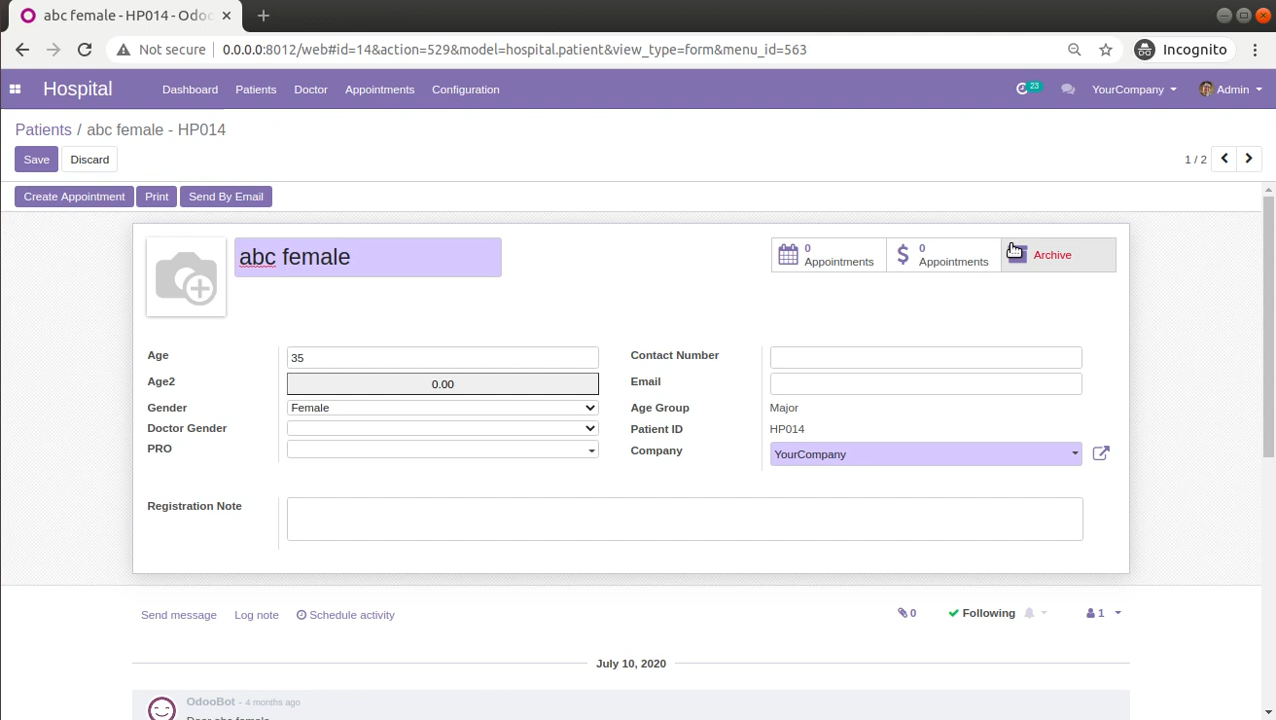 abc female - HP014 - Odo
Not secure
0.0.0.0:8012/web#id=14&action=529&model=hospital.patient&view_type=form&menu_id=563
Incognito
Hospital
Dashboard
Patients
Doctor
Appointments
Configuration
23
YourCompany
Admin
Patients / abc female - HP014
Save
Discard
1 / 2
Create Appointment
Print
Send By Email
abc female
0
Appointments
0
Appointments
Archive
Age
35
Contact Number
Age2
0.00
Email
Gender
Female
Age Group
Major
Doctor Gender
Patient ID
HP014
PRO
Company
YourCompany
Registration Note
Send message
Log note
Schedule activity
0
Following
1
July 10, 2020
OdooBot - 4 months ago
Dear abc female